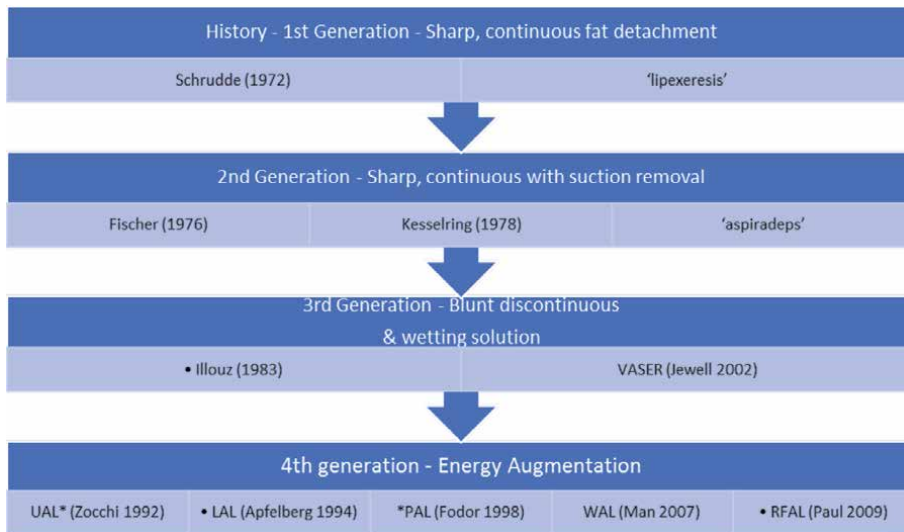 History - 1st Generation - Sharp, continuous fat detachment
Schrudde (1972) 'lipexeresis'
2nd Generation - Sharp, continuous with suction removal
Fischer (1976) Kesselring (1978) 'aspiradeps'
3rd Generation - Blunt discontinuous
& wetting solution
• Illouz (1983) VASER (Jewell 2002)
4th generation - Energy Augmentation
UAL* (Zocchi 1992) • LAL (Apfelberg 1994) *PAL (Fodor 1998) WAL (Man 2007) • RFAL (Paul 2009)